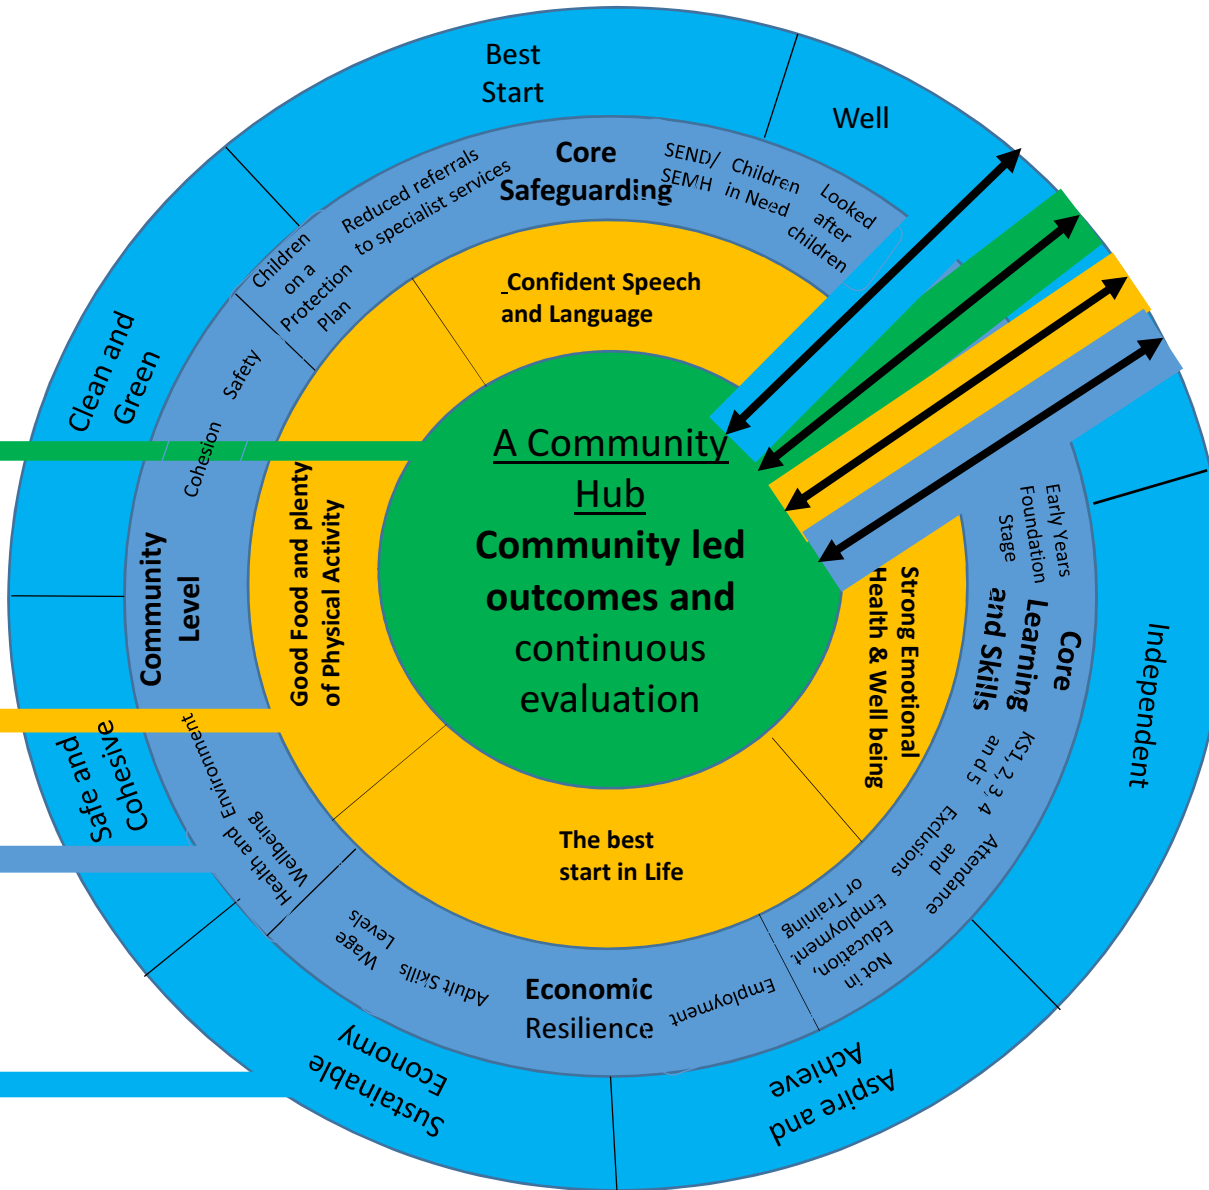 Best
Start
Well
Independent
Aspire and
Achieve
Sustainable
Economy
Safe and
Cohesive
Clean and
Green
Core
Safeguarding
SEND/
SEMH
Children
in Need
Looked
after
children
Early Years
Foundation
Stage
Core
Learning
and Skills
KS1, 2, 3, 4
and 5
Attendance
and
Exclusions
Not in
Education,
Employment
or Training
Employment
Economic
Resilience
Adult Skills
Wage
Levels
Health and
Wellbeing
Environment
Community
Level
Cohesion
Safety
Children
on a
Protection
Plan
Reduced referrals
to specialist services
Confident Speech
and Language
Strong Emotional
Health & Well being
The best
start in Life
Good Food and plenty
of Physical Activity
A Community
Hub
Community led
outcomes and
continuous
evaluation